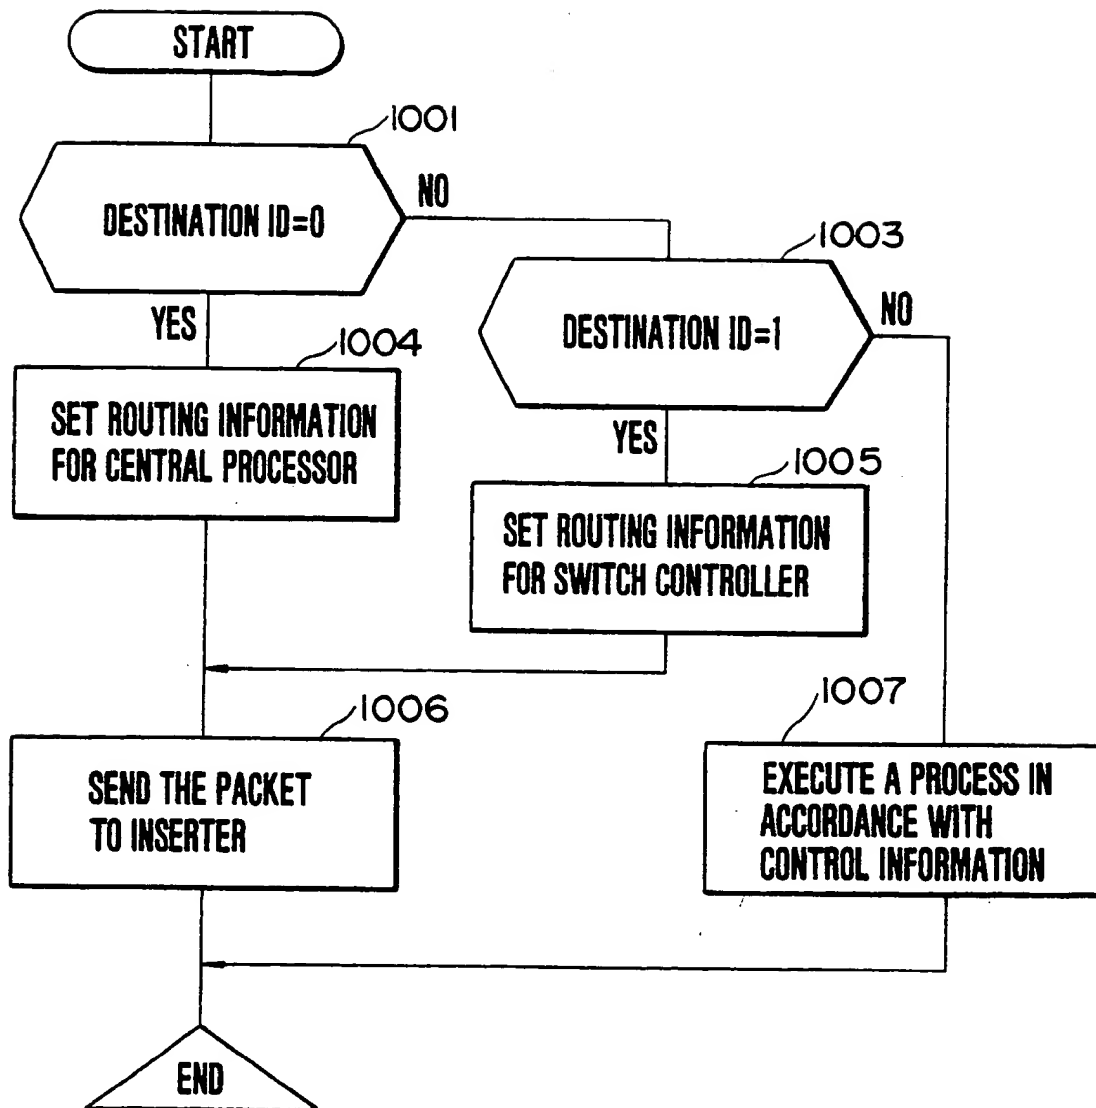 START
1001
DESTINATION ID=0
NO
1003
YES
DESTINATION ID=1
NO
1004
SET ROUTING INFORMATION
FOR CENTRAL PROCESSOR
YES
1005
SET ROUTING INFORMATION
FOR SWITCH CONTROLLER
1006
SEND THE PACKET
TO INSERTER
1007
EXECUTE A PROCESS IN
ACCORDANCE WITH
CONTROL INFORMATION
END